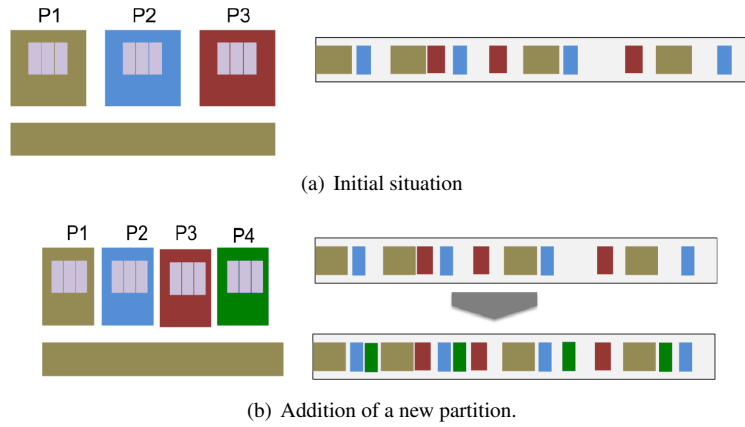 P1 P2 P3
(a) Initial situation
P1 P2 P3 P4
(b) Addition of a new partition.